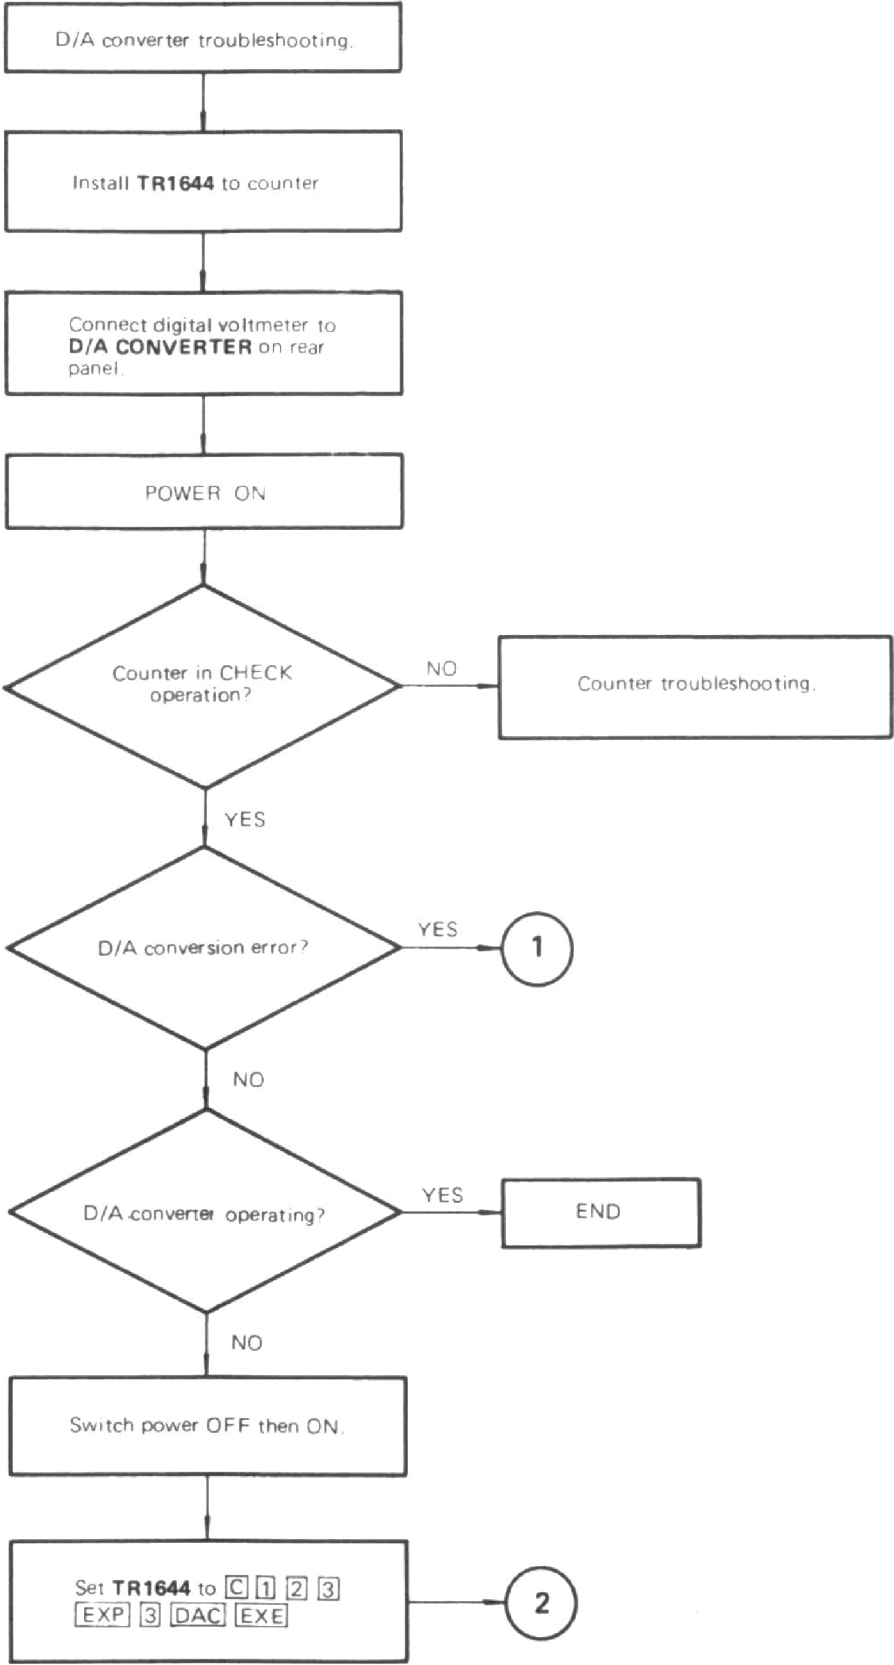 D/A converter troubleshooting.
Install TR1644 to counter
Connect digital voltmeter to
D/A CONVERTER on rear
panel.
POWER ON
Counter in CHECK
operation?
NO
Counter troubleshooting.
YES
D/A conversion error?
YES
1
NO
D/A converter operating?
YES
END
NO
Switch power OFF then ON.
Set TR1644 to C 1 2 3
EXP 3 DAC EXE
2